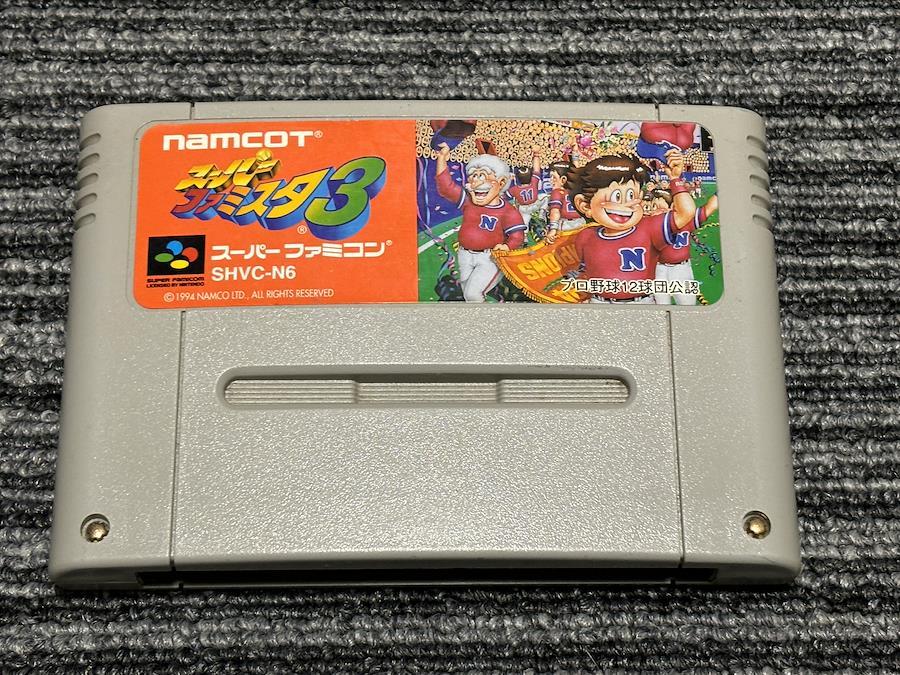 namcoT®
スーパー
ファミスタ3®
スーパーファミコン®
SUPER FAMICOM
LICENSED BY NINTENDO
SHVC-N6
©1994 NAMCO LTD., ALL RIGHTS RESERVED
N
11
N
N
プロ野球12球団公認